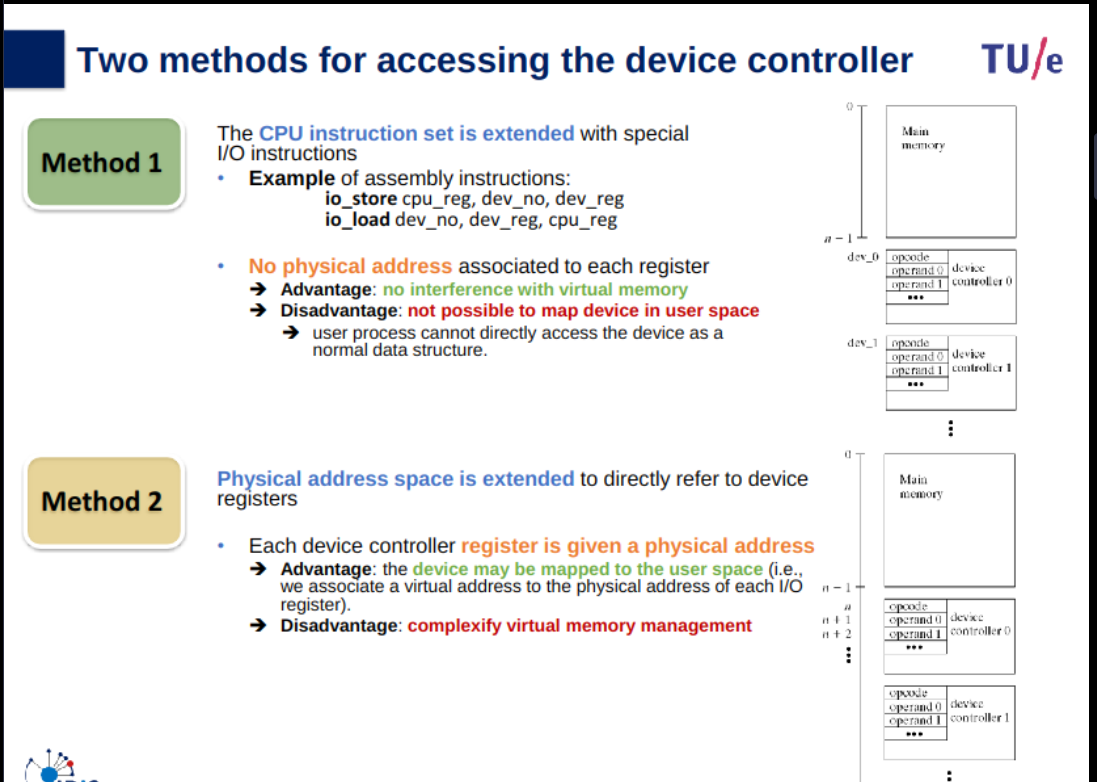 Two methods for accessing the device controller
TU/e
Method 1
The CPU instruction set is extended with special
I/O instructions
• Example of assembly instructions:
io_store cpu_reg, dev_no, dev_reg
io_load dev_no, dev_reg, cpu_reg
• No physical address associated to each register
➔ Advantage: no interference with virtual memory
➔ Disadvantage: not possible to map device in user space
➔ user process cannot directly access the device as a
normal data structure.
0
Main
memory
n − 1
dev_0
opcode
operand 0
operand 1
•••
device
controller 0
dev_1
opcode
operand 0
operand 1
•••
device
controller 1
Method 2
Physical address space is extended to directly refer to device
registers
• Each device controller register is given a physical address
➔ Advantage: the device may be mapped to the user space (i.e.,
we associate a virtual address to the physical address of each I/O
register).
➔ Disadvantage: complexify virtual memory management
0
Main
memory
n − 1
n
n + 1
n + 2
opcode
operand 0
operand 1
•••
device
controller 0
opcode
operand 0
operand 1
•••
device
controller 1